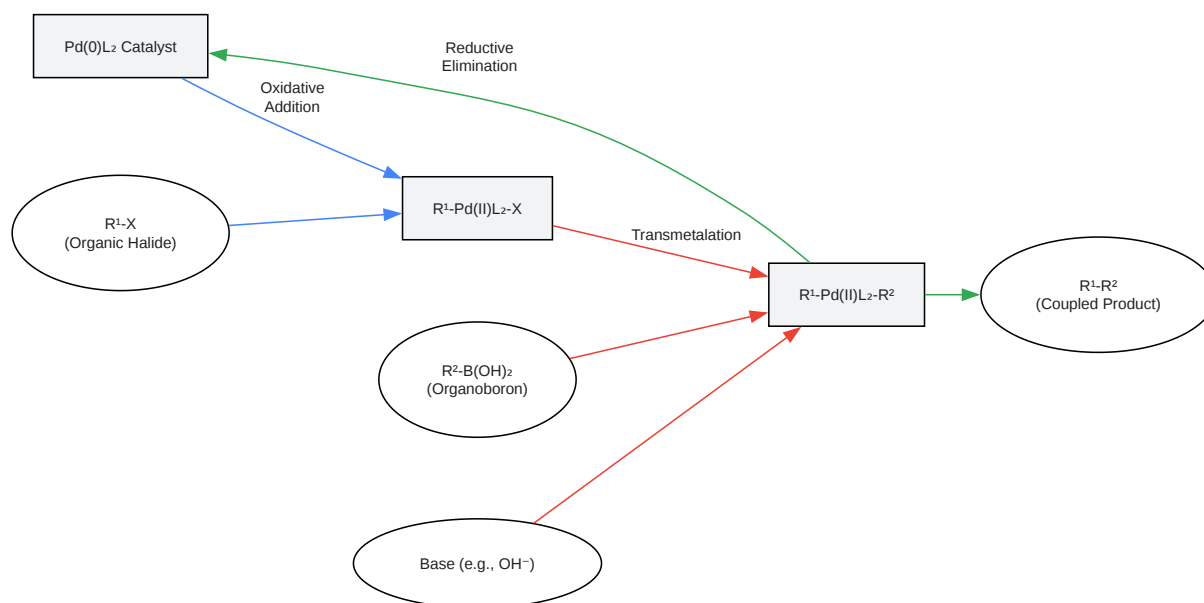 Pd(0)L₂ Catalyst
Reductive
Elimination
Oxidative
Addition
R¹-X
(Organic Halide)
R¹-Pd(II)L₂-X
Transmetalation
R¹-Pd(II)L₂-R²
R¹-R²
(Coupled Product)
R²-B(OH)₂
(Organoboron)
Base (e.g., OH⁻)